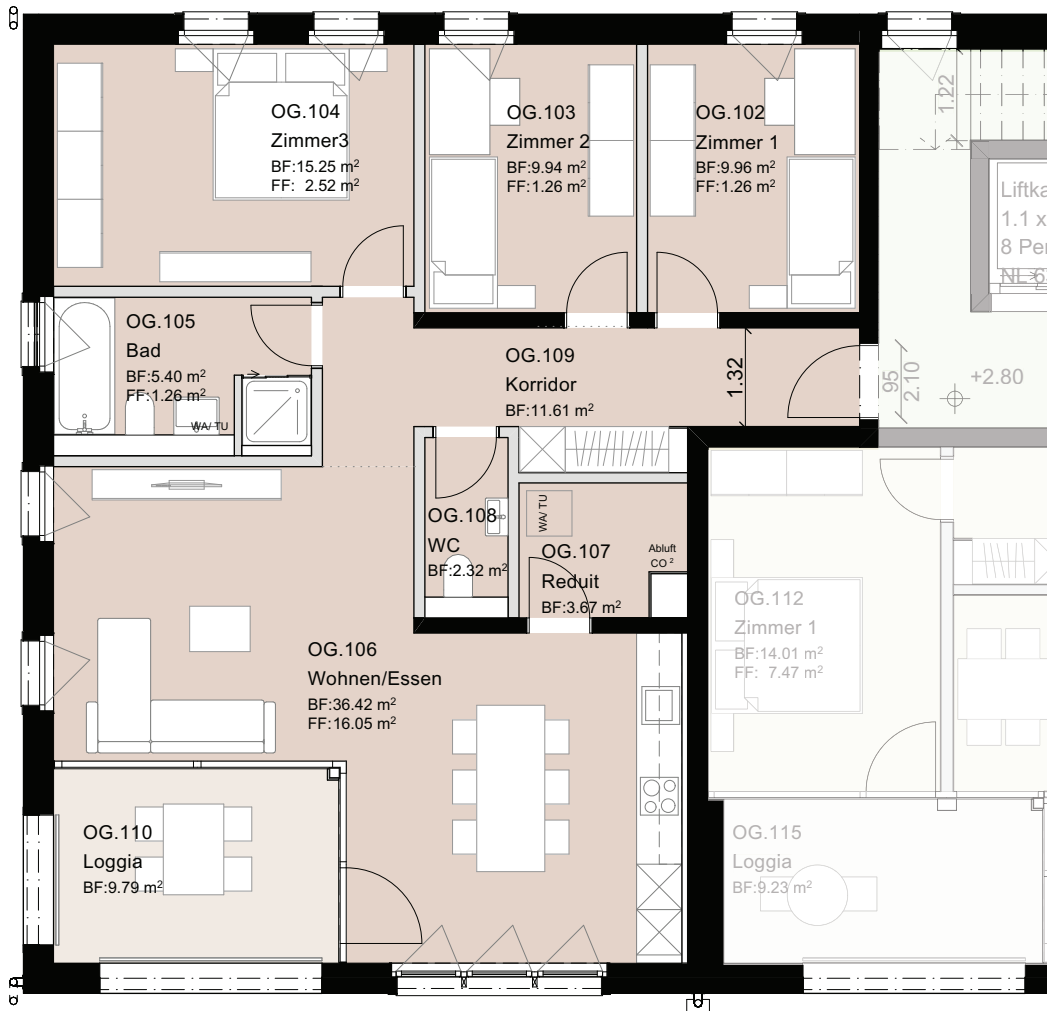 OG.104
Zimmer3
BF:15.25 m²
FF: 2.52 m²
OG.103
Zimmer 2
BF:9.94 m²
FF:1.26 m²
OG.102
Zimmer 1
BF:9.96 m²
FF:1.26 m²
1.22
Liftka
1.1 x
8 Per
OG.105
Bad
BF:5.40 m²
FF:1.26 m²
WA/ TU
OG.109
Korridor
BF:11.61 m²
1.32
95
2.10
+2.80
OG.108
WC
BF:2.32 m²
WA/ TU
OG.107
Reduit
BF:3.67 m²
Abluft
CO ²
OG.112
Zimmer 1
BF:14.01 m²
FF: 7.47 m²
OG.106
Wohnen/Essen
BF:36.42 m²
FF:16.05 m²
OG.110
Loggia
BF:9.79 m²
OG.115
Loggia
BF:9.23 m²